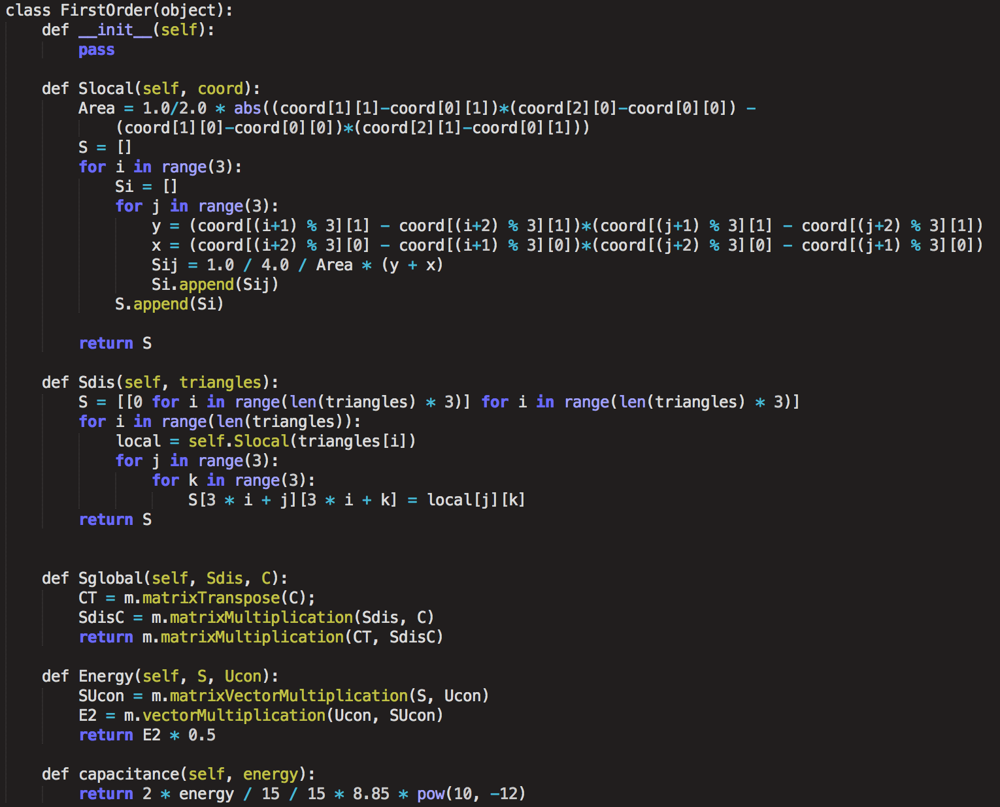 class FirstOrder(object):
    def __init__(self):
        pass

    def Slocal(self, coord):
        Area = 1.0/2.0 * abs((coord[1][1]-coord[0][1])*(coord[2][0]-coord[0][0]) -
            (coord[1][0]-coord[0][0])*(coord[2][1]-coord[0][1]))
        S = []
        for i in range(3):
            Si = []
            for j in range(3):
                y = (coord[(i+1) % 3][1] - coord[(i+2) % 3][1])*(coord[(j+1) % 3][1] - coord[(j+2) % 3][1])
                x = (coord[(i+2) % 3][0] - coord[(i+1) % 3][0])*(coord[(j+2) % 3][0] - coord[(j+1) % 3][0])
                Sij = 1.0 / 4.0 / Area * (y + x)
                Si.append(Sij)
            S.append(Si)

        return S

    def Sdis(self, triangles):
        S = [[0 for i in range(len(triangles) * 3)] for i in range(len(triangles) * 3)]
        for i in range(len(triangles)):
            local = self.Slocal(triangles[i])
            for j in range(3):
                for k in range(3):
                    S[3 * i + j][3 * i + k] = local[j][k]
        return S


    def Sglobal(self, Sdis, C):
        CT = m.matrixTranspose(C);
        SdisC = m.matrixMultiplication(Sdis, C)
        return m.matrixMultiplication(CT, SdisC)

    def Energy(self, S, Ucon):
        SUcon = m.matrixVectorMultiplication(S, Ucon)
        E2 = m.vectorMultiplication(Ucon, SUcon)
        return E2 * 0.5

    def capacitance(self, energy):
        return 2 * energy / 15 / 15 * 8.85 * pow(10, -12)